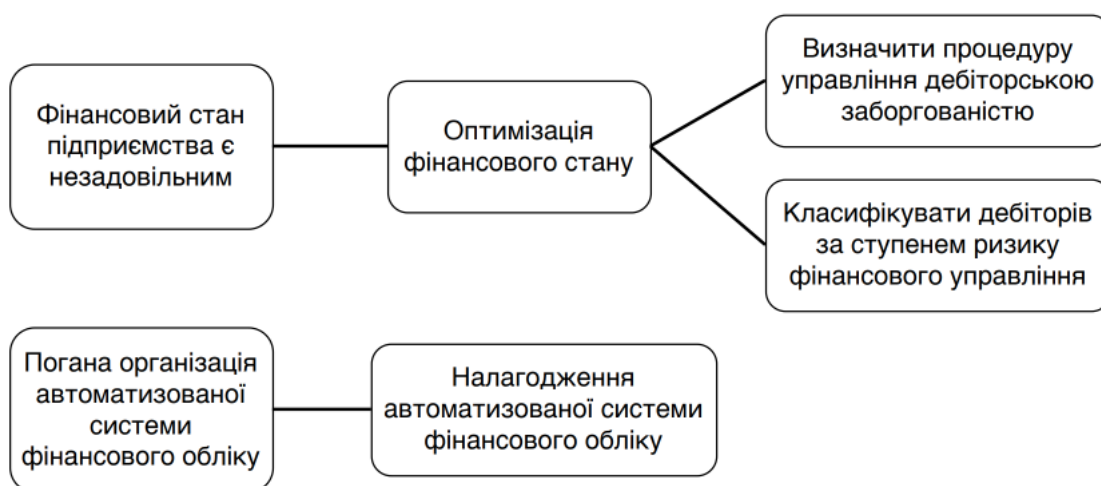 Фінансовий стан
підприємства є
незадовільним
Оптимізація
фінансового стану
Визначити процедуру
управління дебіторською
заборгованістю
Класифікувати дебіторів
за ступенем ризику
фінансового управління
Погана організація
автоматизованої
системи
фінансового обліку
Налагодження
автоматизованої системи
фінансового обліку